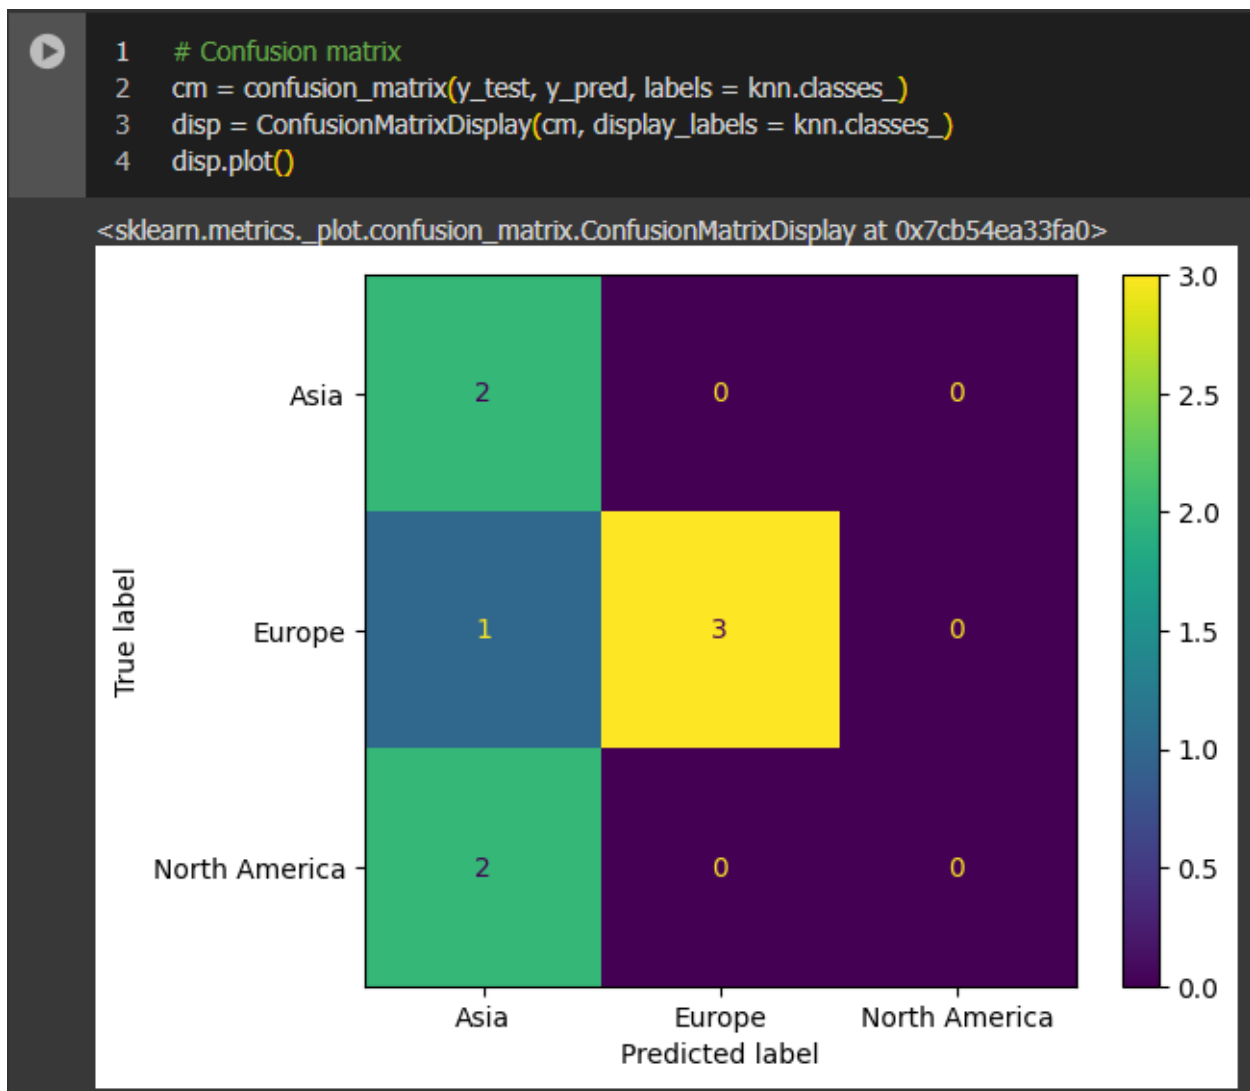 1 # Confusion matrix
2 cm = confusion_matrix(y_test, y_pred, labels = knn.classes_)
3 disp = ConfusionMatrixDisplay(cm, display_labels = knn.classes_)
4 disp.plot()
<sklearn.metrics._plot.confusion_matrix.ConfusionMatrixDisplay at 0x7cb54ea33fa0>
True label
Asia 2 0 0
Europe 1 3 0
North America 2 0 0
Asia Europe North America
Predicted label
3.0
2.5
2.0
1.5
1.0
0.5
0.0